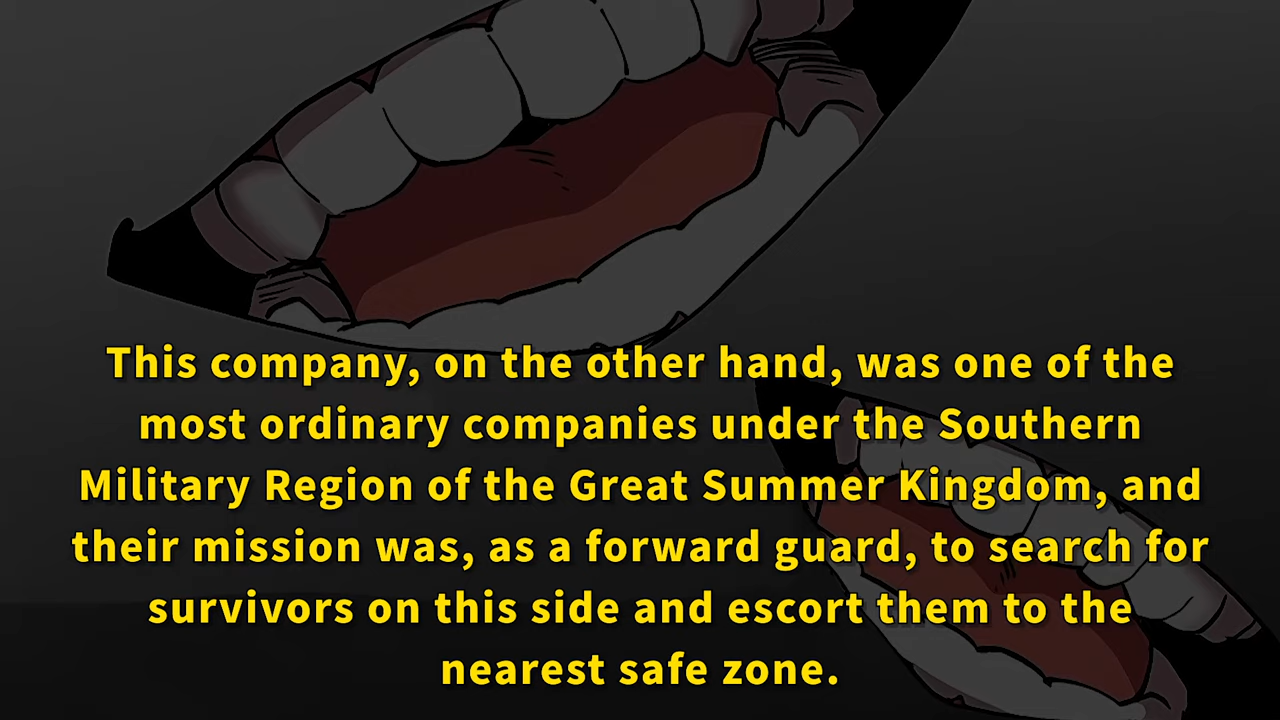 This company, on the other hand, was one of the
most ordinary companies under the Southern
Military Region of the Great Summer Kingdom, and
their mission was, as a forward guard, to search for
survivors on this side and escort them to the
nearest safe zone.